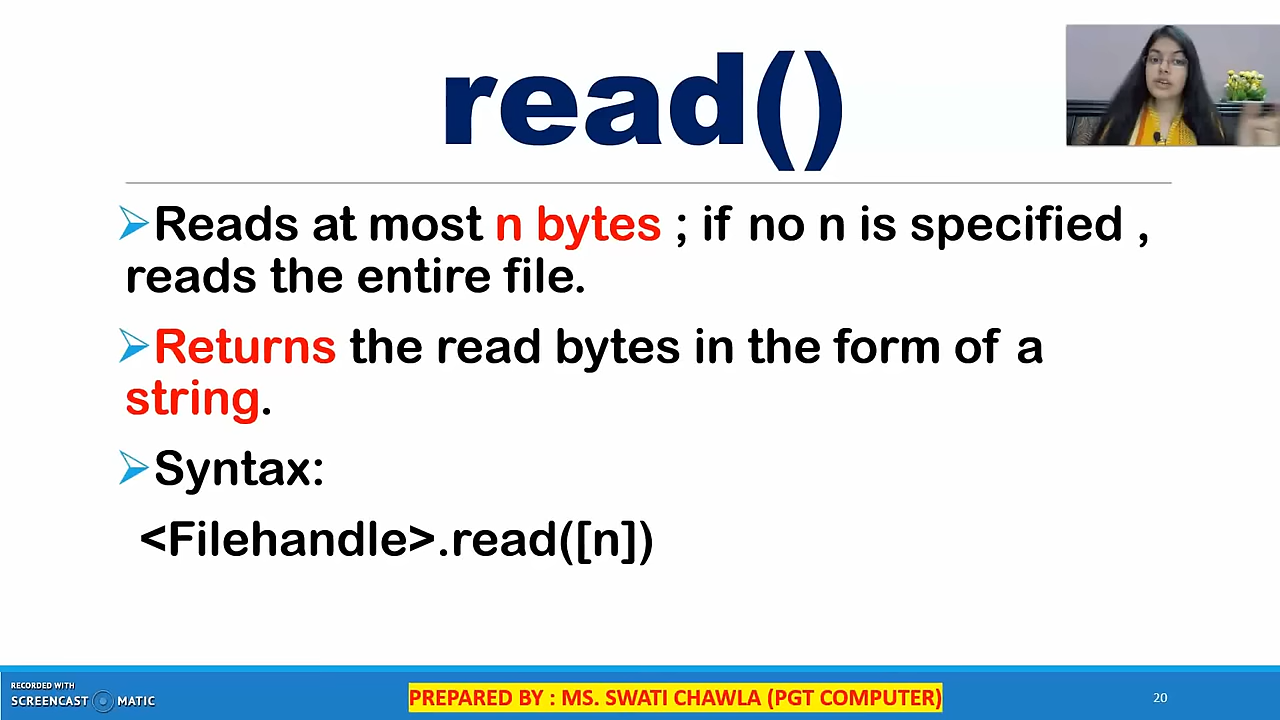 read()
➢Reads at most n bytes ; if no n is specified ,
reads the entire file.
➢Returns the read bytes in the form of a
string.
➢Syntax:
<Filehandle>.read([n])
RECORDED WITH
SCREENCAST MATIC
PREPARED BY : MS. SWATI CHAWLA (PGT COMPUTER)
20